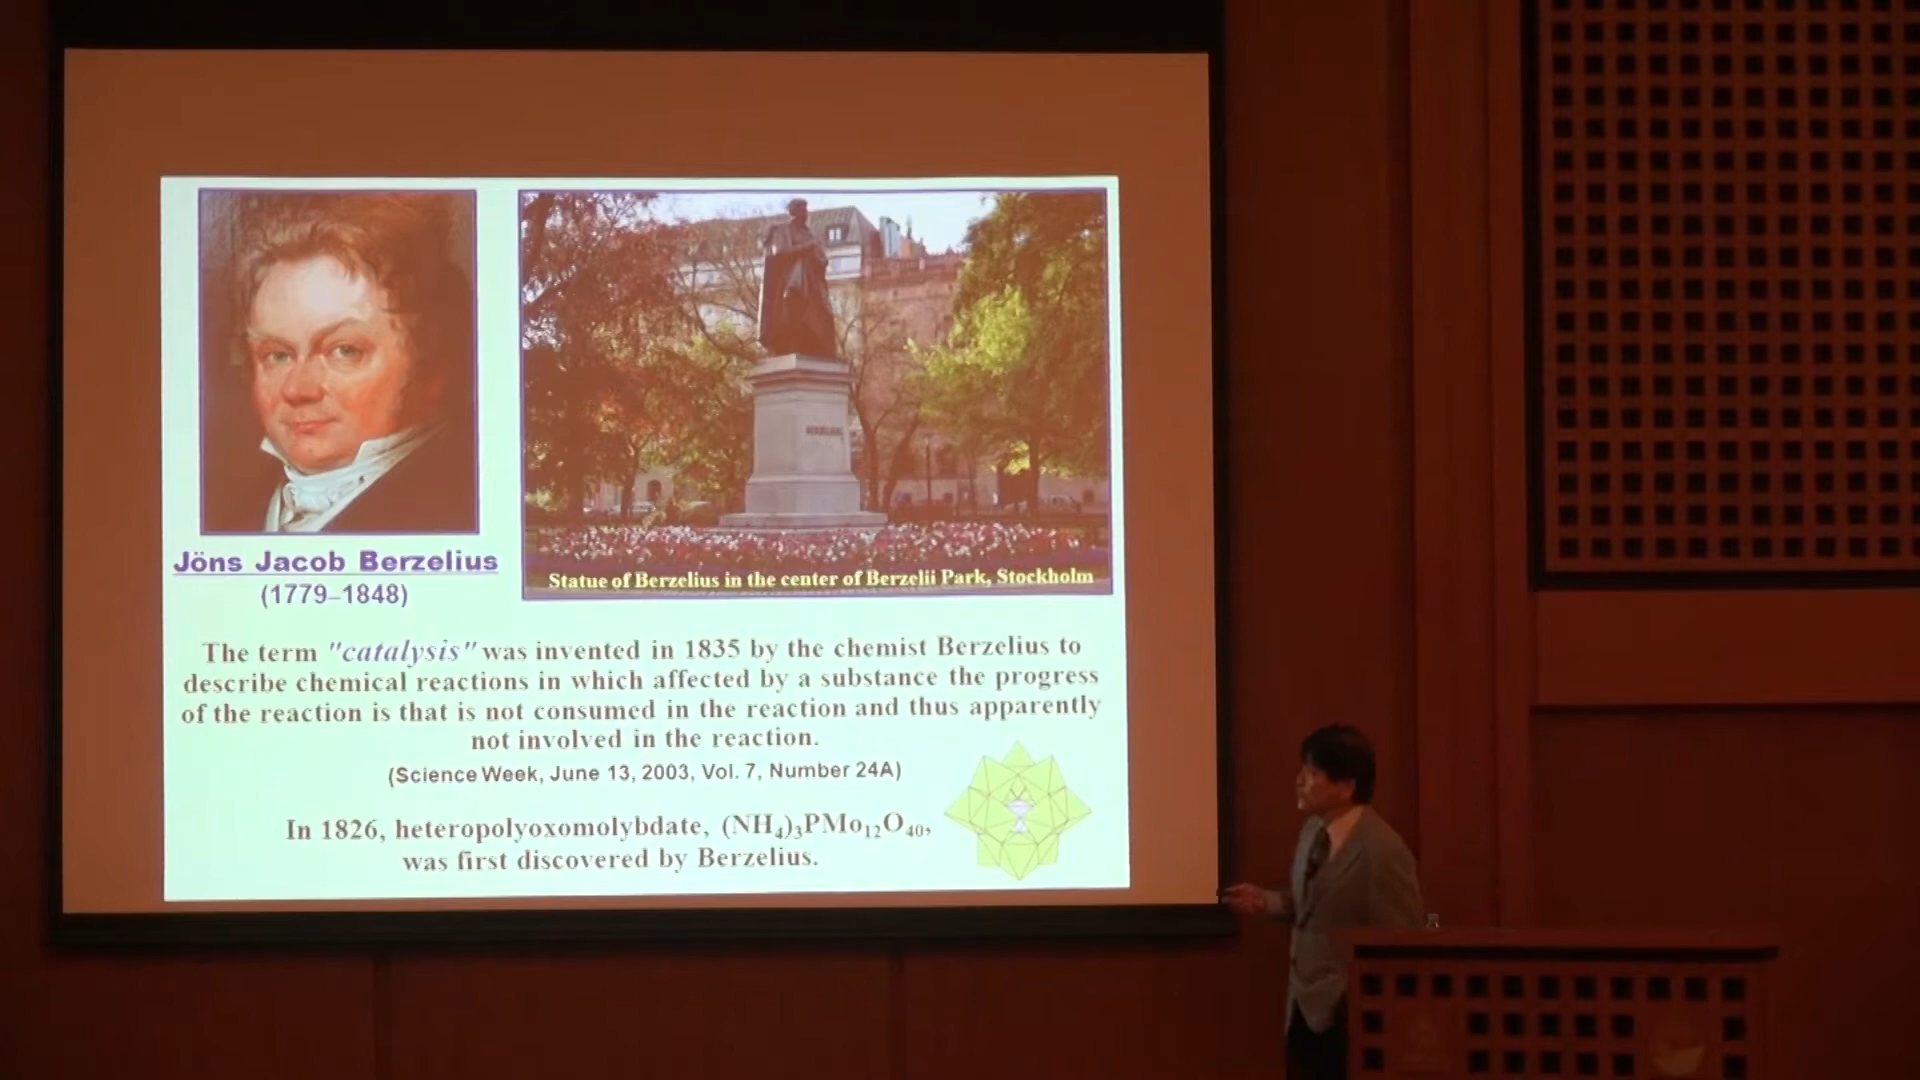 Jöns Jacob Berzelius
(1779–1848)
Statue of Berzelius in the center of Berzelii Park, Stockholm
The term "catalysis" was invented in 1835 by the chemist Berzelius to
describe chemical reactions in which affected by a substance the progress
of the reaction is that is not consumed in the reaction and thus apparently
not involved in the reaction.
(Science Week, June 13, 2003, Vol. 7, Number 24A)
In 1826, heteropolyoxomolybdate, (NH₄)₃PMo₁₂O₄₀,
was first discovered by Berzelius.